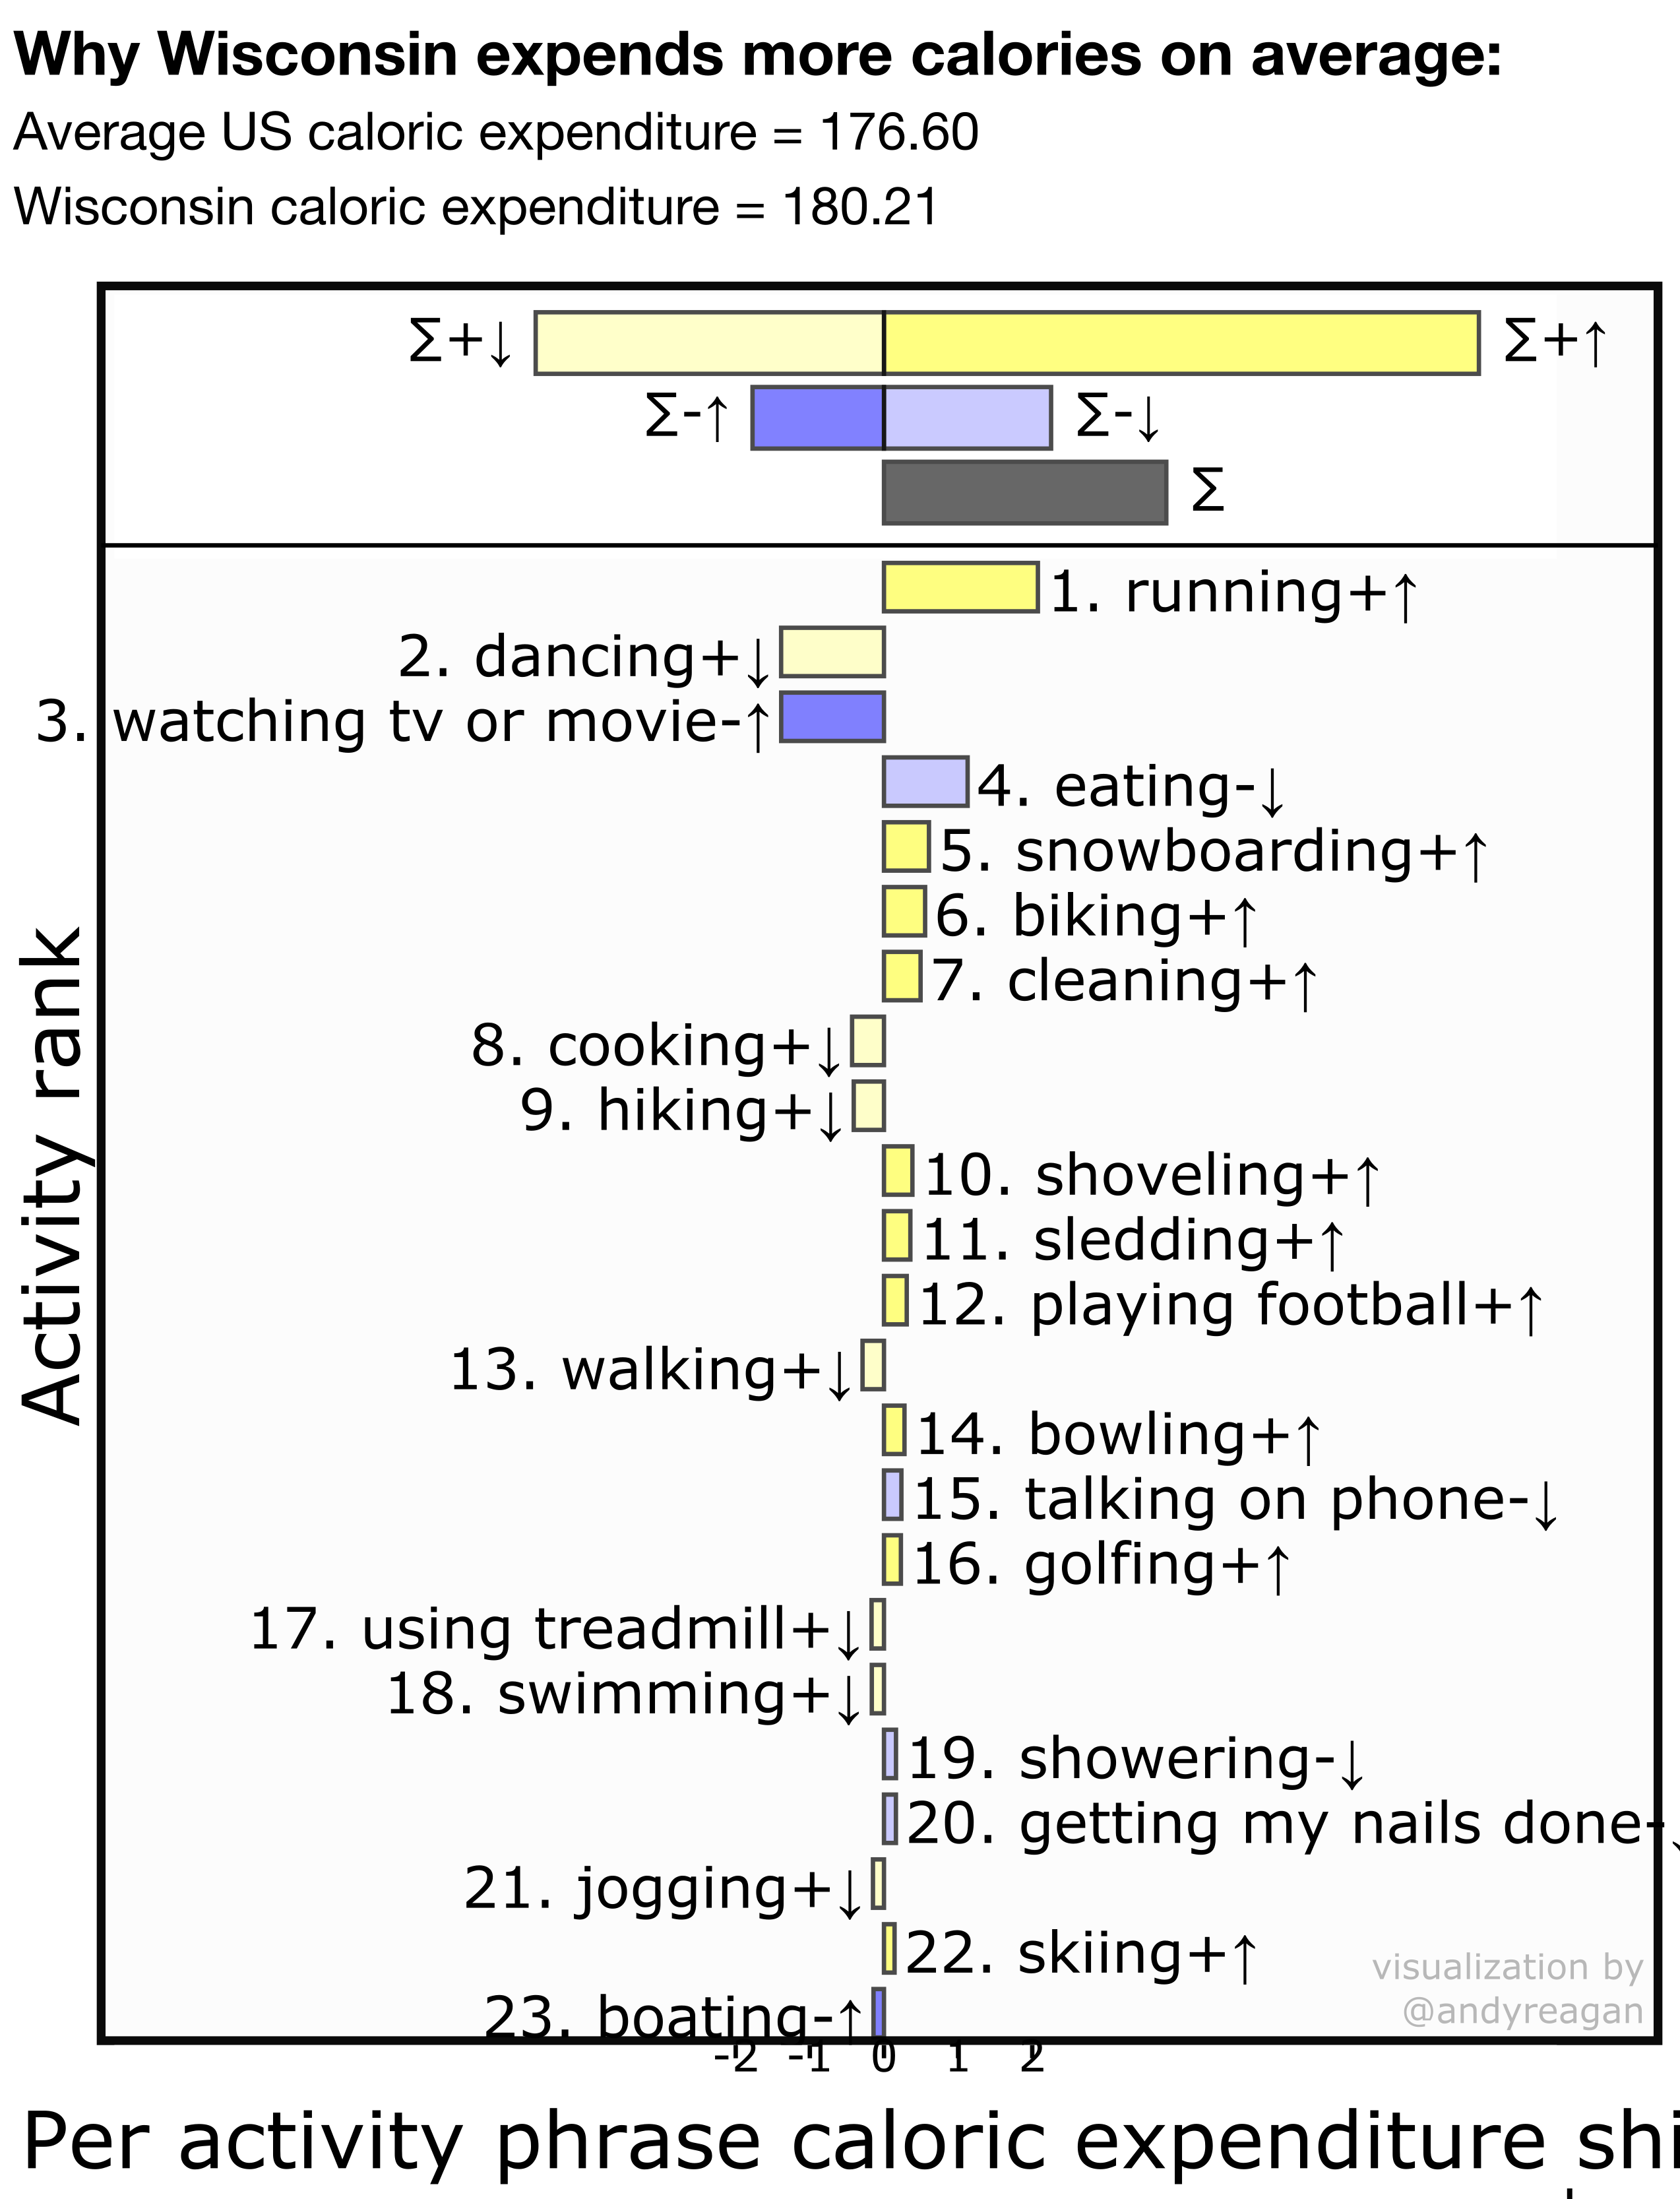 Why Wisconsin expends more calories on average:
Average US caloric expenditure = 176.60
Wisconsin caloric expenditure = 180.21
∑+↓ ∑+↑
∑-↑ ∑-↓
∑
1. running+↑
2. dancing+↓
3. watching tv or movie-↑
4. eating-↓
5. snowboarding+↑
6. biking+↑
7. cleaning+↑
8. cooking+↓
9. hiking+↓
10. shoveling+↑
11. sledding+↑
12. playing football+↑
13. walking+↓
14. bowling+↑
15. talking on phone-↓
16. golfing+↑
17. using treadmill+↓
18. swimming+↓
19. showering-↓
20. getting my nails done-↓
21. jogging+↓
22. skiing+↑
23. boating-↑
Activity rank
visualization by
@andyreagan
-2 -1 0 1 2
Per activity phrase caloric expenditure shi